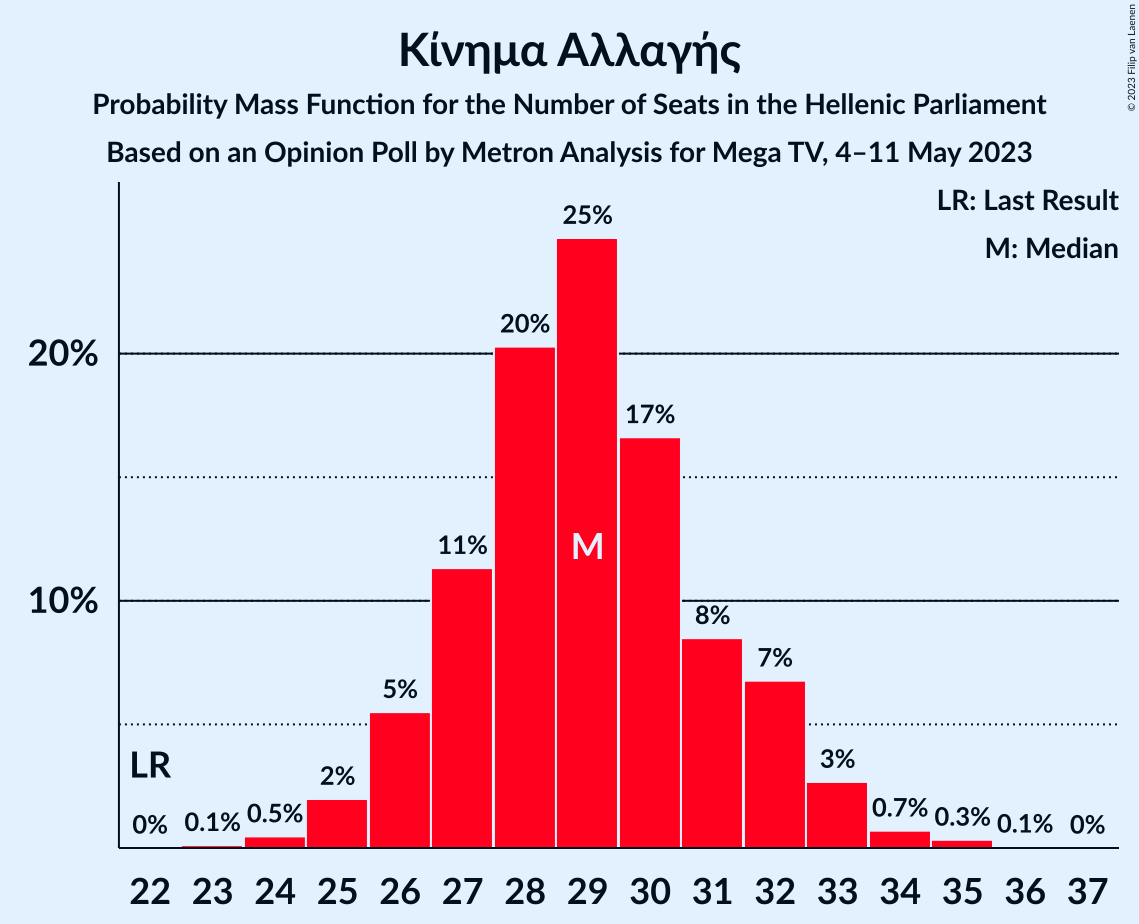 Κίνημα Αλλαγής
Probability Mass Function for the Number of Seats in the Hellenic Parliament
Based on an Opinion Poll by Metron Analysis for Mega TV, 4–11 May 2023
© 2023 Filip van Laenen
LR: Last Result
M: Median
25%
20%
20%
17%
M
11%
10%
8%
7%
5%
LR
3%
2%
0% 0.1% 0.5% 0.7% 0.3% 0.1% 0%
22 23 24 25 26 27 28 29 30 31 32 33 34 35 36 37